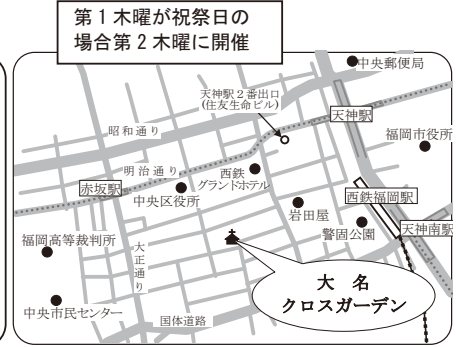 第1木曜が祝祭日の
場合第2木曜に開催
中央郵便局
天神駅2番出口
(住友生命ビル)
天神駅
昭和通り
福岡市役所
明治通り
西鉄
グランドホテル
赤坂駅
中央区役所
西鉄福岡駅
岩田屋
警固公園
天神南駅
福岡高等裁判所
大正通り
大名
クロスガーデン
中央市民センター
国体道路